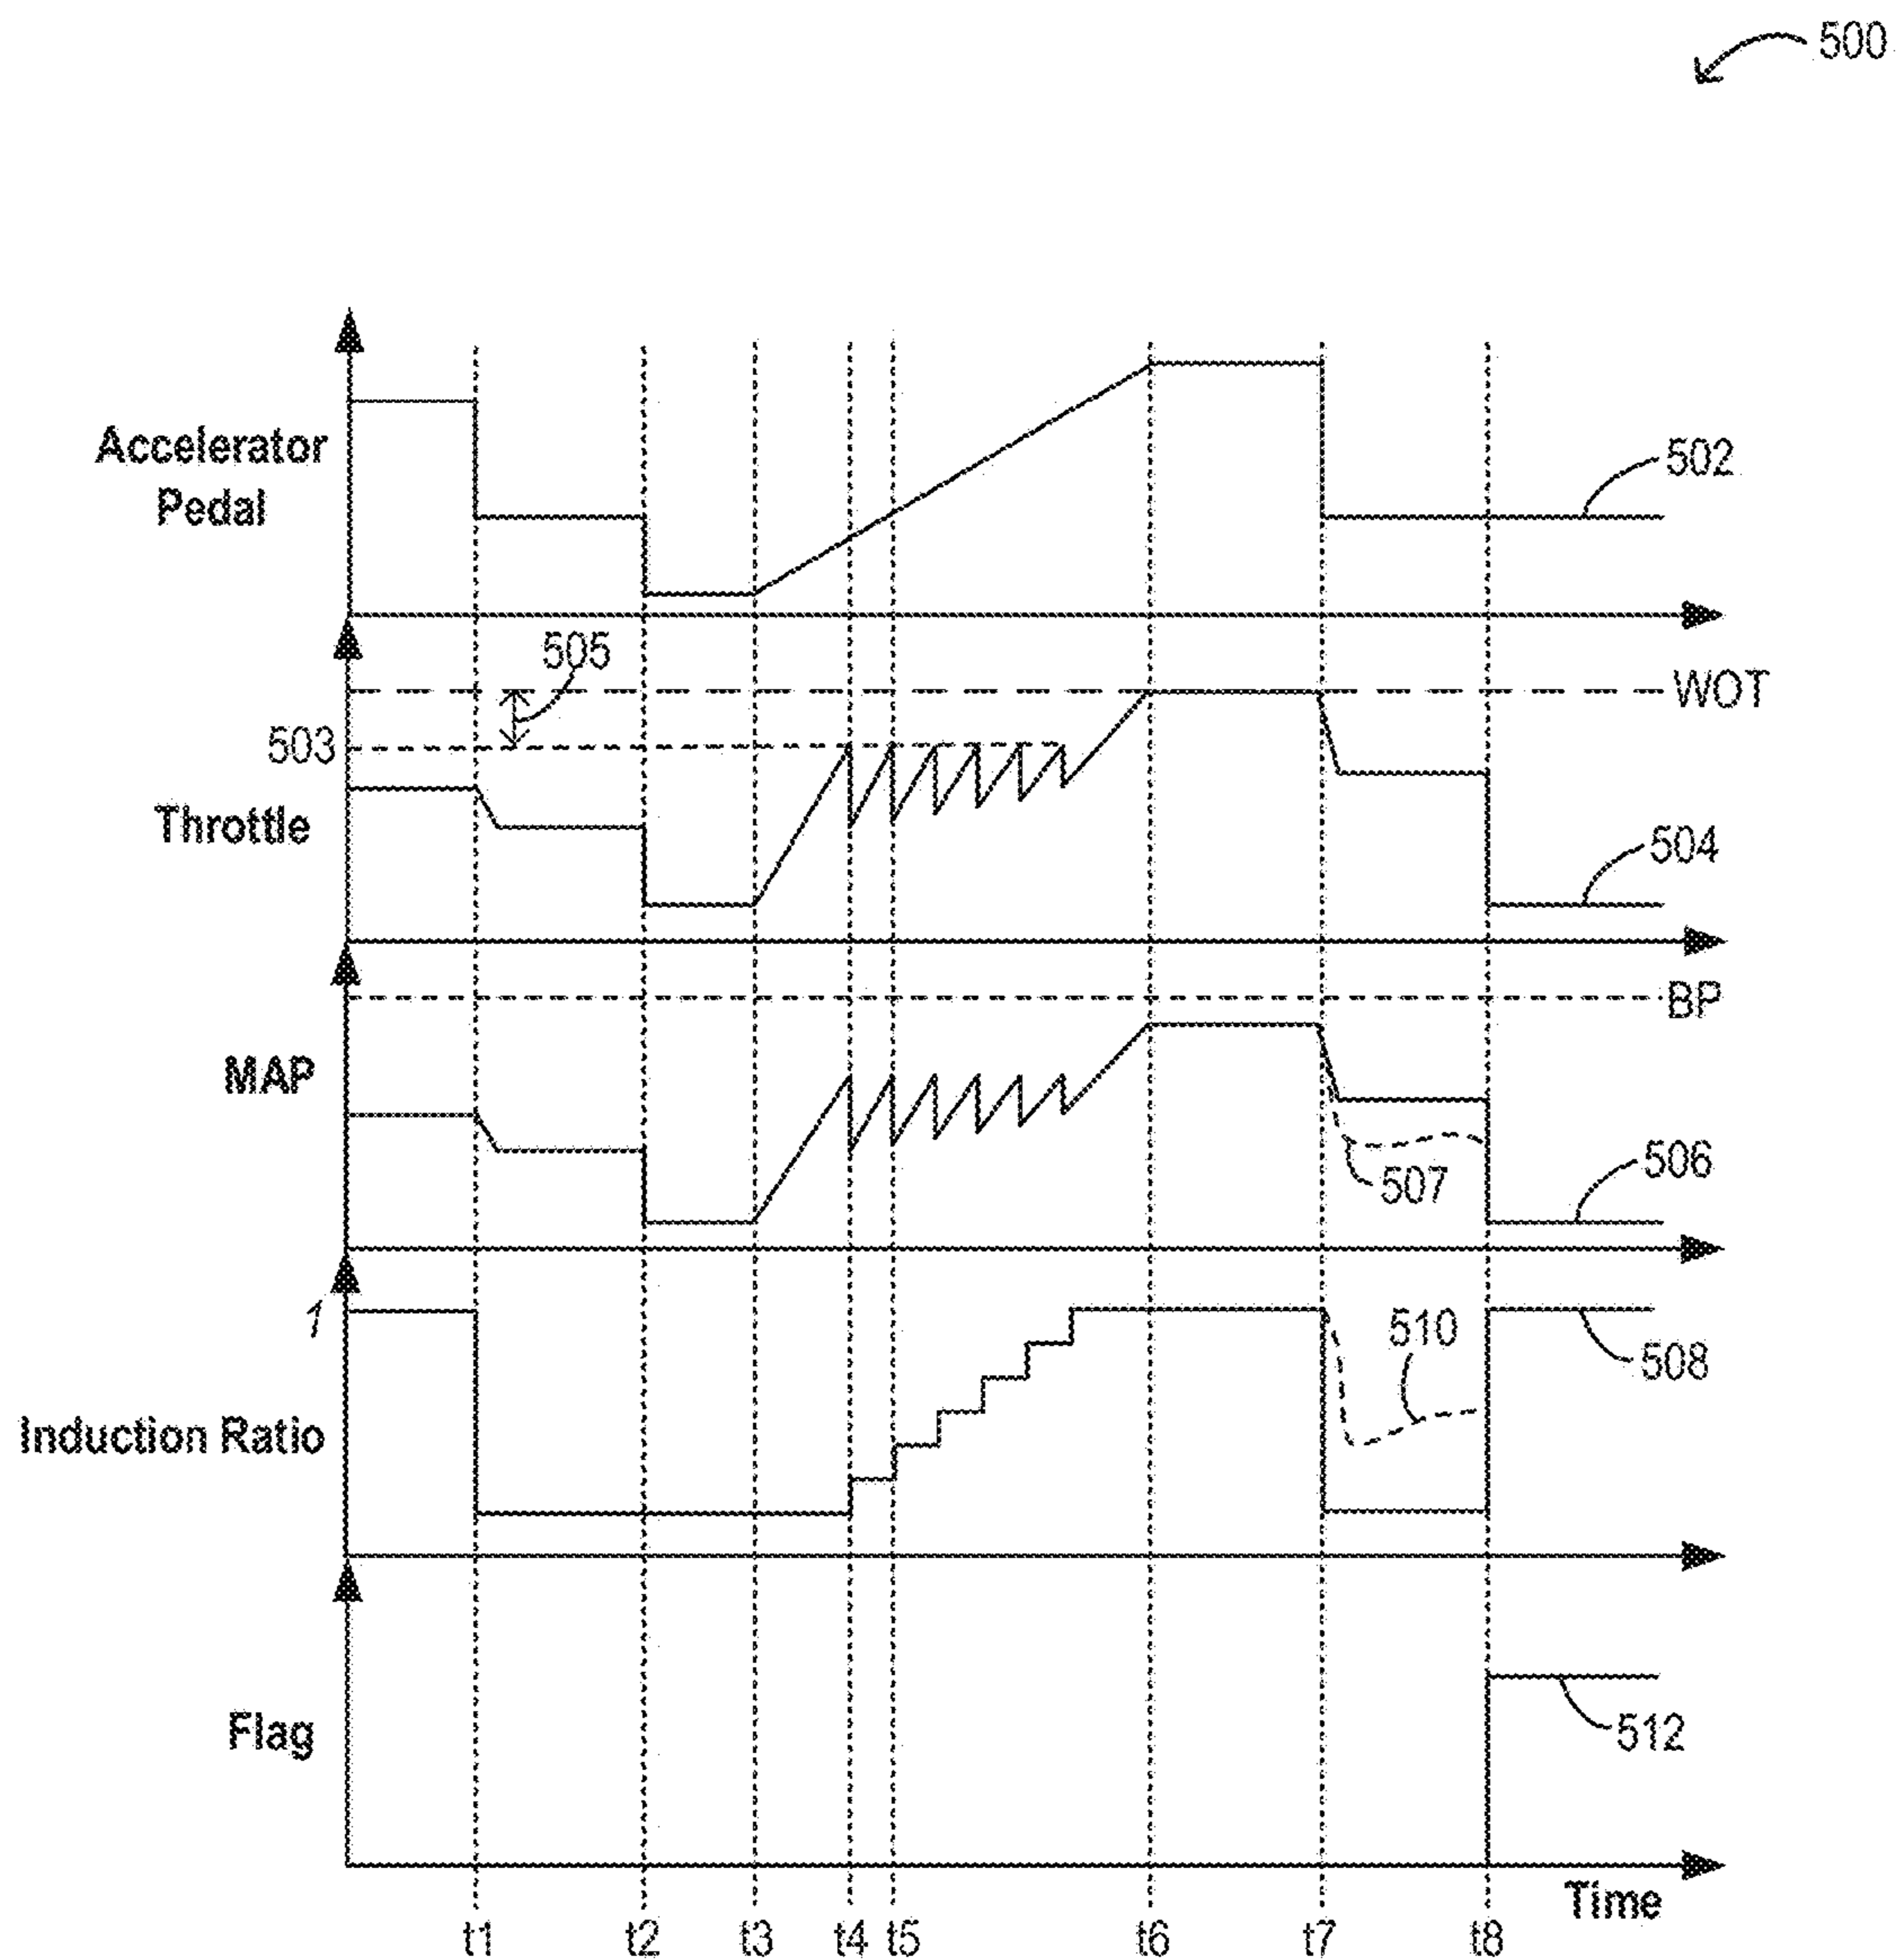 500
Accelerator
Pedal
502
505
WOT
503
Throttle
504
BP
MAP
507
506
1
510
508
Induction Ratio
Flag
512
Time
t1 t2 t3 t4 t5 t6 t7 t8